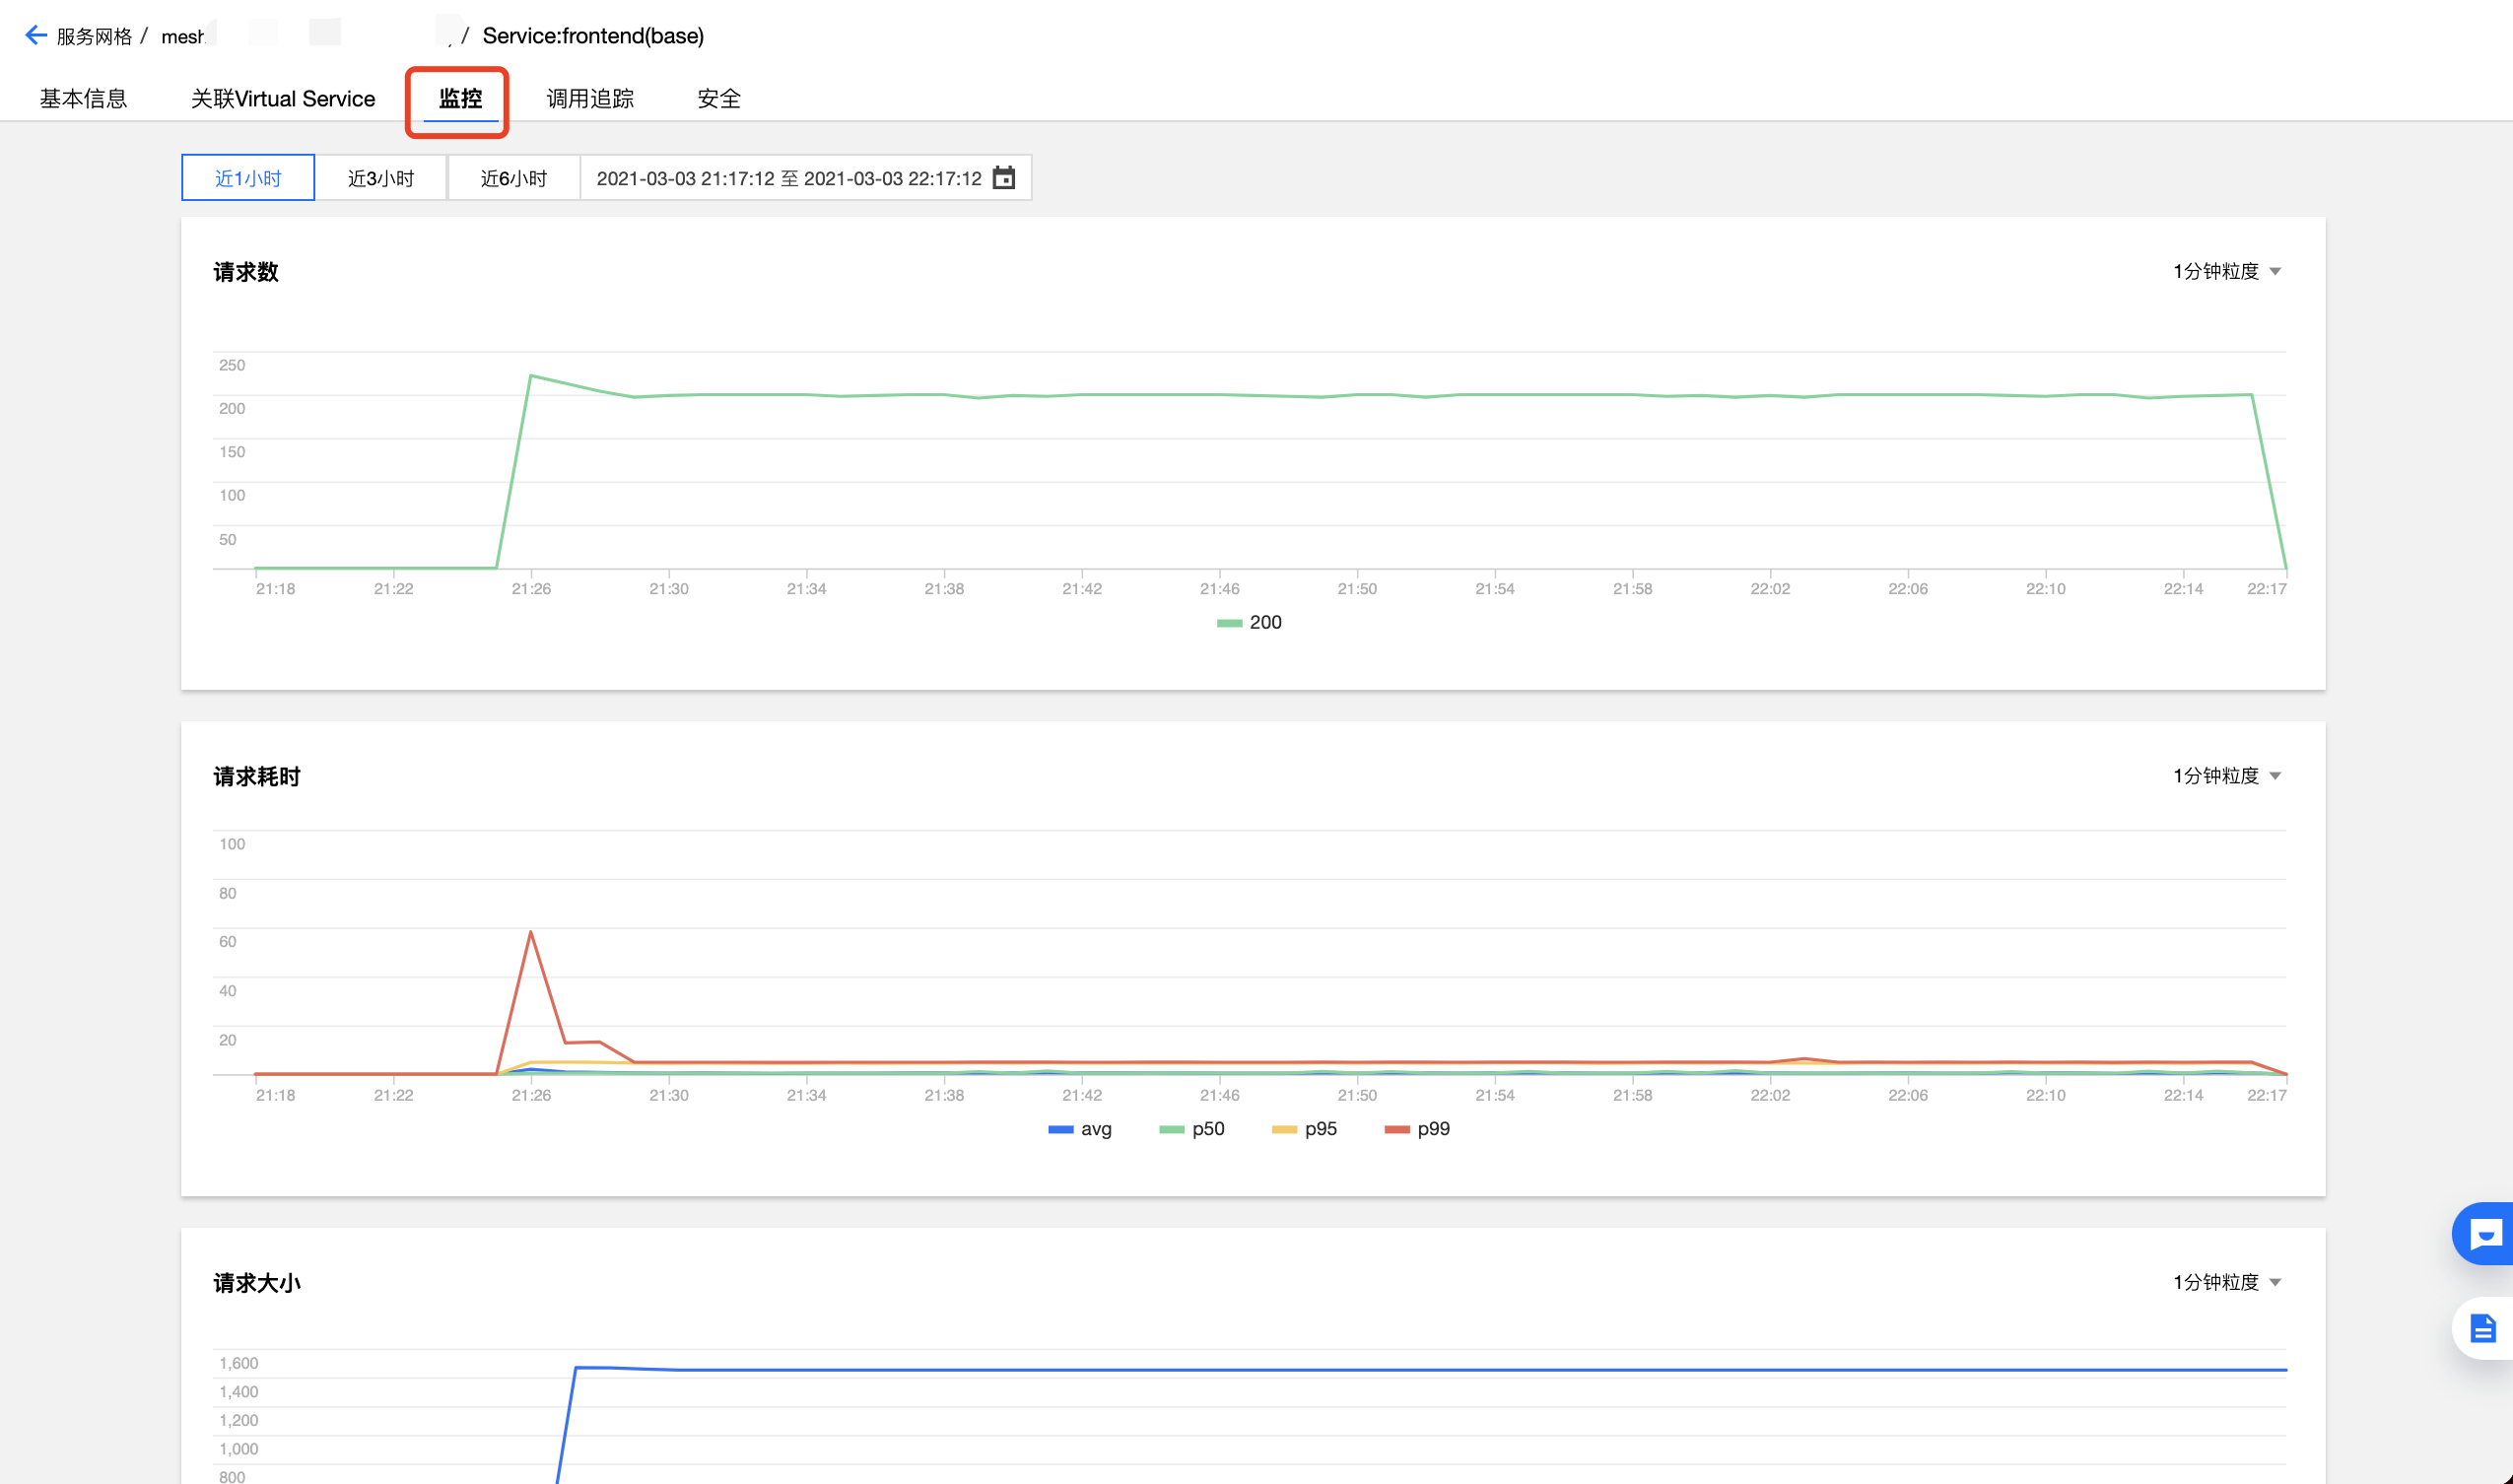 服务网格 / mesh / Service:frontend(base)
基本信息 关联Virtual Service 监控 调用追踪 安全
近1小时 近3小时 近6小时 2021-03-03 21:17:12 至 2021-03-03 22:17:12
请求数 1分钟粒度
250
200
150
100
50
21:18 21:22 21:26 21:30 21:34 21:38 21:42 21:46 21:50 21:54 21:58 22:02 22:06 22:10 22:14 22:17
200
请求耗时 1分钟粒度
100
80
60
40
20
21:18 21:22 21:26 21:30 21:34 21:38 21:42 21:46 21:50 21:54 21:58 22:02 22:06 22:10 22:14 22:17
avg p50 p95 p99
请求大小 1分钟粒度
1,600
1,400
1,200
1,000
800